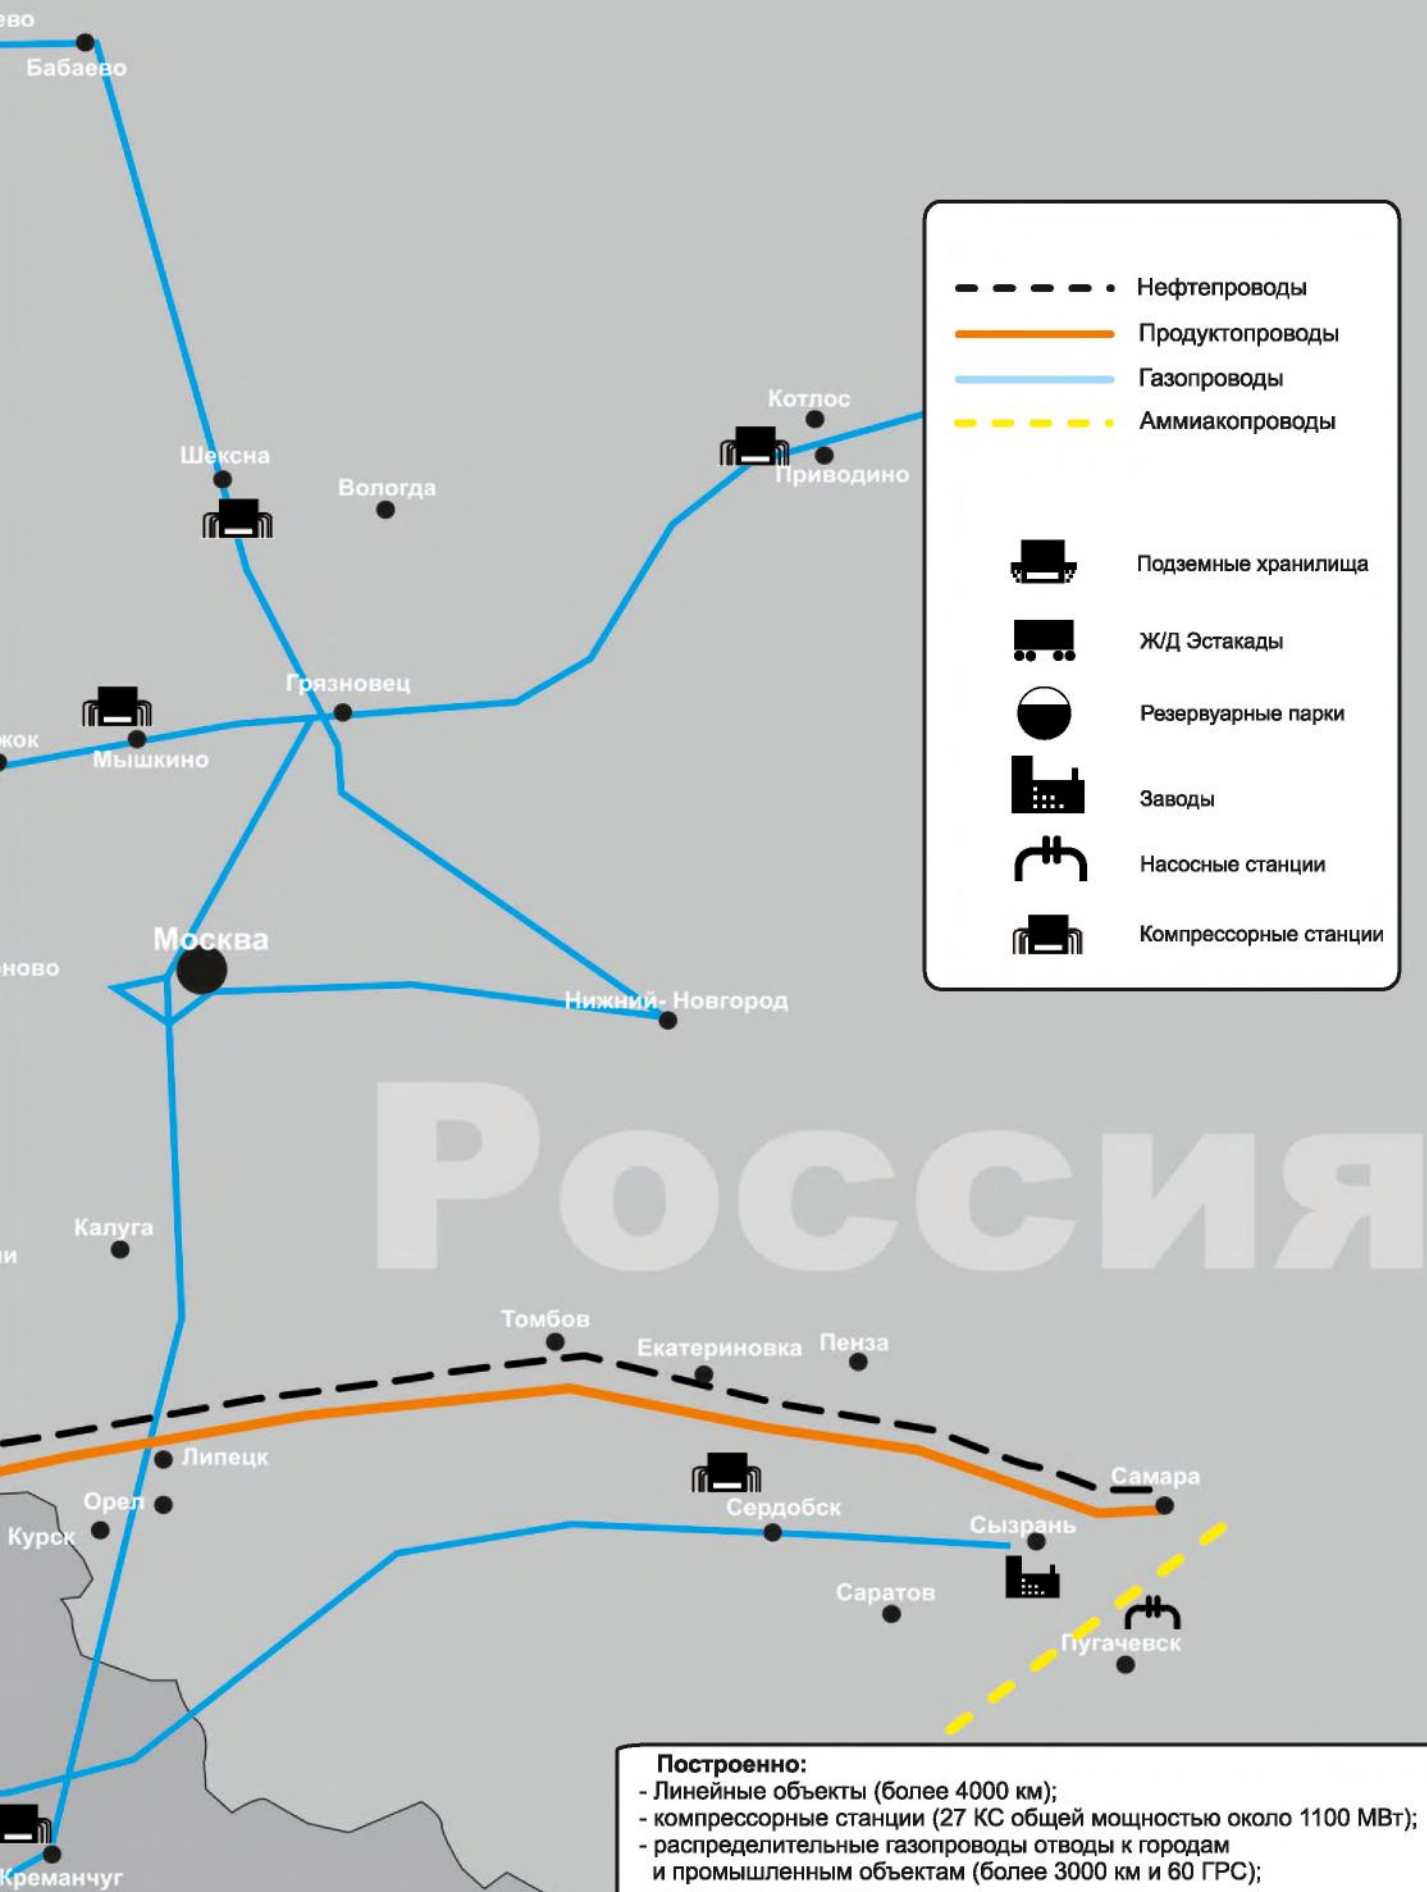 Бабаево
Котлос
Приводино
Шексна
Вологда
Грязновец
Мышкино
Москва
Нижний- Новгород
Россия
Калуга
Томбов
Екатериновка
Пенза
Липецк
Орел
Курск
Сердобск
Самара
Сызрань
Саратов
Пугачевск
Креманчуг
Нефтепроводы
Продуктопроводы
Газопроводы
Аммиакопроводы
Подземные хранилища
Ж/Д Эстакады
Резервуарные парки
Заводы
Насосные станции
Компрессорные станции
Построенно:
- Линейные объекты (более 4000 км);
- компрессорные станции (27 КС общей мощностью около 1100 МВт);
- распределительные газопроводы отводы к городам
и промышленным объектам (более 3000 км и 60 ГРС);